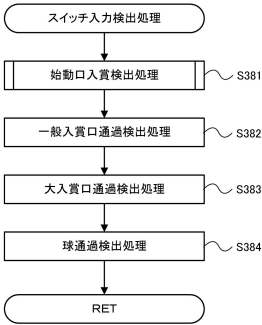 スイッチ入力検出処理
始動口入賞検出処理
S381
一般入賞口通過検出処理
S382
大入賞口通過検出処理
S383
球通過検出処理
S384
RET